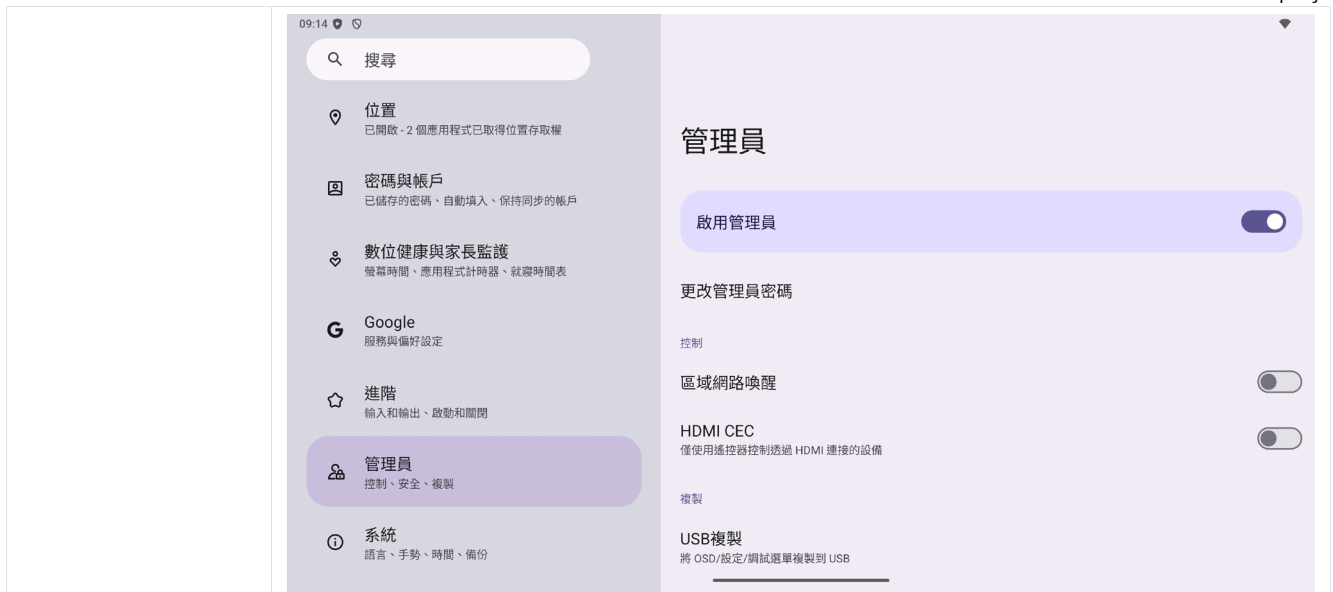 09:14
搜尋
位置
已開啟 - 2 個應用程式已取得位置存取權
密碼與帳戶
已儲存的密碼、自動填入、保持同步的帳戶
數位健康與家長監護
螢幕時間、應用程式計時器、就寢時間表
Google
服務與偏好設定
進階
輸入和輸出、啟動和關閉
管理員
控制、安全、複製
系統
語言、手勢、時間、備份
管理員
啟用管理員
更改管理員密碼
控制
區域網路喚醒
HDMI CEC
僅使用遙控器控制透過 HDMI 連接的設備
複製
USB複製
將 OSD/設定/調試選單複製到 USB